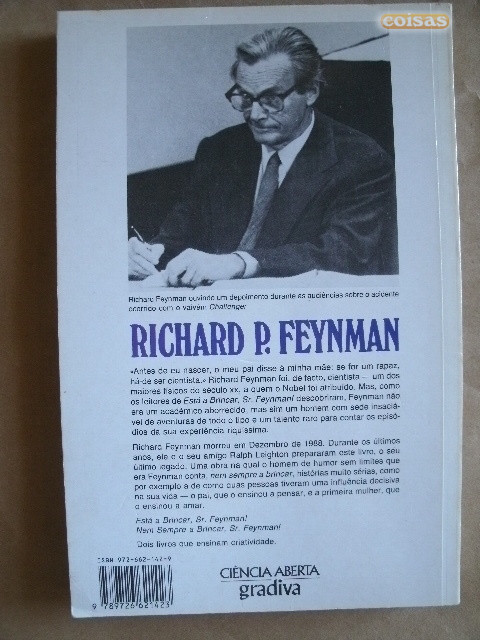 coisas
Richard Feynman ouvindo um depoimento durante as audiências sobre o acidente
ocorrido com o vaivém Challenger
RICHARD P. FEYNMAN
«Antes de eu nascer, o meu pai disse à minha mãe: se for um rapaz,
há-de ser cientista.» Richard Feynman foi, de facto, cientista — um dos
maiores físicos do século XX, a quem o Nobel foi atribuído. Mas, como
os leitores de Está a Brincar, Sr. Feynman! descobriram, Feynman não
era um académico aborrecido, mas sim um homem com sede insaciá-
vel de aventuras de todo o tipo e um talento raro para contar os episó-
dios da sua experiência riquíssima.
Richard Feynman morreu em Dezembro de 1988. Durante os últimos
anos, ele e o seu amigo Ralph Leighton prepararam este livro, o seu
último legado. Uma obra na qual o homem de humor sem limites que
era Feynman conta, nem sempre a brincar, histórias muito sérias, como
por exemplo a de como duas pessoas tiveram uma influência decisiva
na sua vida — o pai, que o ensinou a pensar, e a primeira mulher, que
o ensinou a amar.
Está a Brincar, Sr. Feynman!
Nem Sempre a Brincar, Sr. Feynman!
Dois livros que ensinam criatividade.
ISBN 972-662-142-9
9 789726 621423
CIÊNCIA ABERTA
gradiva